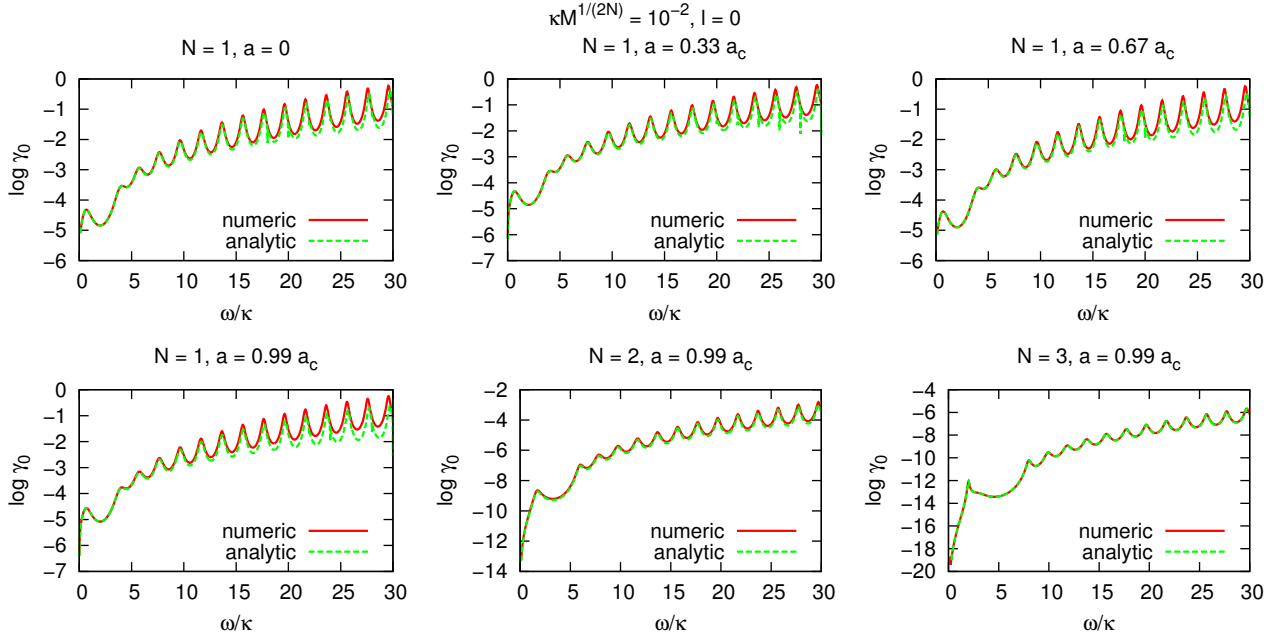 κM^{1/(2N)} = 10^{-2}, l = 0
N = 1, a = 0
N = 1, a = 0.33 a_c
N = 1, a = 0.67 a_c
log γ_0
0
−1
−2
−3
−4
−5
−6
numeric
analytic
0 5 10 15 20 25 30
ω/κ
log γ_0
0
−1
−2
−3
−4
−5
−6
−7
numeric
analytic
0 5 10 15 20 25 30
ω/κ
log γ_0
0
−1
−2
−3
−4
−5
−6
numeric
analytic
0 5 10 15 20 25 30
ω/κ
N = 1, a = 0.99 a_c
N = 2, a = 0.99 a_c
N = 3, a = 0.99 a_c
log γ_0
0
−1
−2
−3
−4
−5
−6
−7
numeric
analytic
0 5 10 15 20 25 30
ω/κ
log γ_0
−2
−4
−6
−8
−10
−12
−14
numeric
analytic
0 5 10 15 20 25 30
ω/κ
log γ_0
−4
−6
−8
−10
−12
−14
−16
−18
−20
numeric
analytic
0 5 10 15 20 25 30
ω/κ